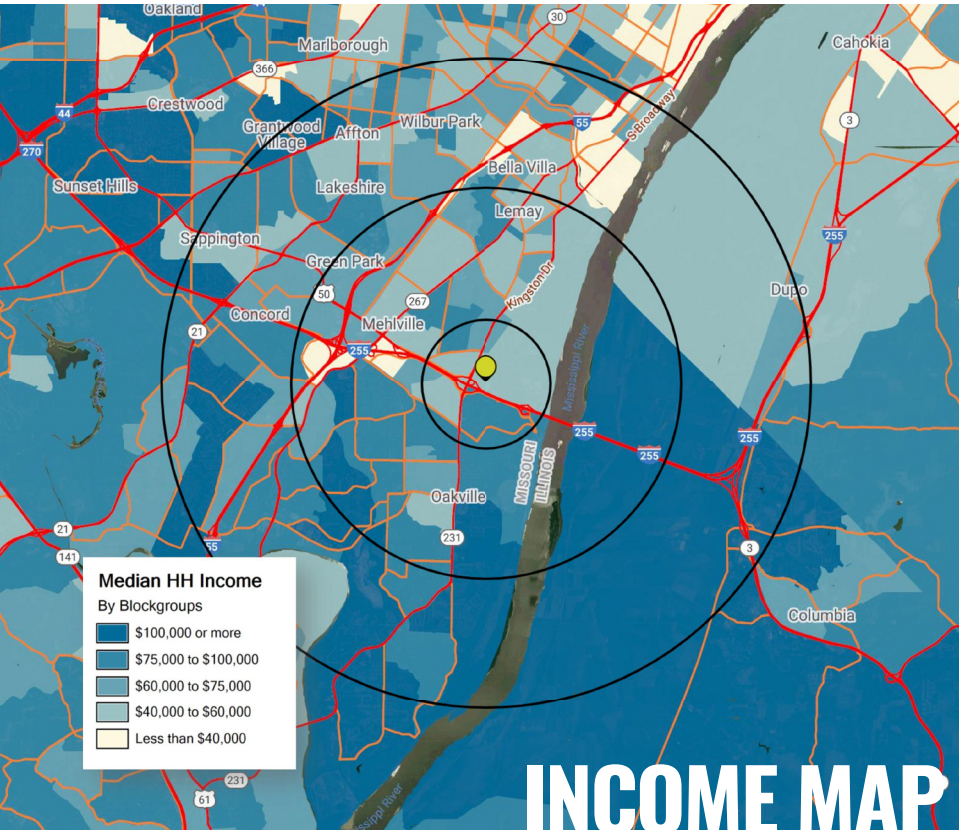 Oakland
30
Marlborough
Cahokia
366
44
Crestwood
3
Grantwood
Village
Affton
Wilbur Park
55
S Broadway
270
Bella Villa
Sunset Hills
Lakeshire
Lemay
Sappington
255
Green Park
Kingston Dr
Dupo
50
267
Concord
Mehlville
21
255
Mississippi River
255
255
255
MISSOURI
ILLINOIS
Oakville
21
231
55
141
3
Columbia
Median HH Income
By Blockgroups
$100,000 or more
$75,000 to $100,000
$60,000 to $75,000
$40,000 to $60,000
Less than $40,000
231
61
ssippi River
INCOME MAP